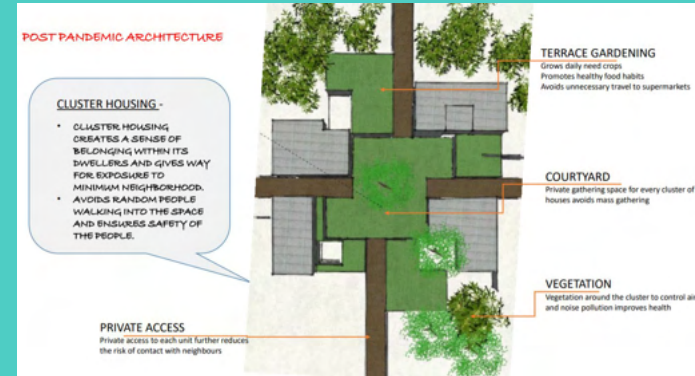 POST PANDEMIC ARCHITECTURE
CLUSTER HOUSING -
• CLUSTER HOUSING
CREATES A SENSE OF
BELONGING WITHIN ITS
DWELLERS AND GIVES WAY
FOR EXPOSURE TO
MINIMUM NEIGHBORHOOD.
• AVOIDS RANDOM PEOPLE
WALKING INTO THE SPACE
AND ENSURES SAFETY OF
THE PEOPLE.
TERRACE GARDENING
Grows daily need crops
Promotes healthy food habits
Avoids unnecessary travel to supermarkets
COURTYARD
Private gathering space for every cluster of
houses avoids mass gathering
VEGETATION
Vegetation around the cluster to control air
and noise pollution improves health
PRIVATE ACCESS
Private access to each unit further reduces
the risk of contact with neighbours